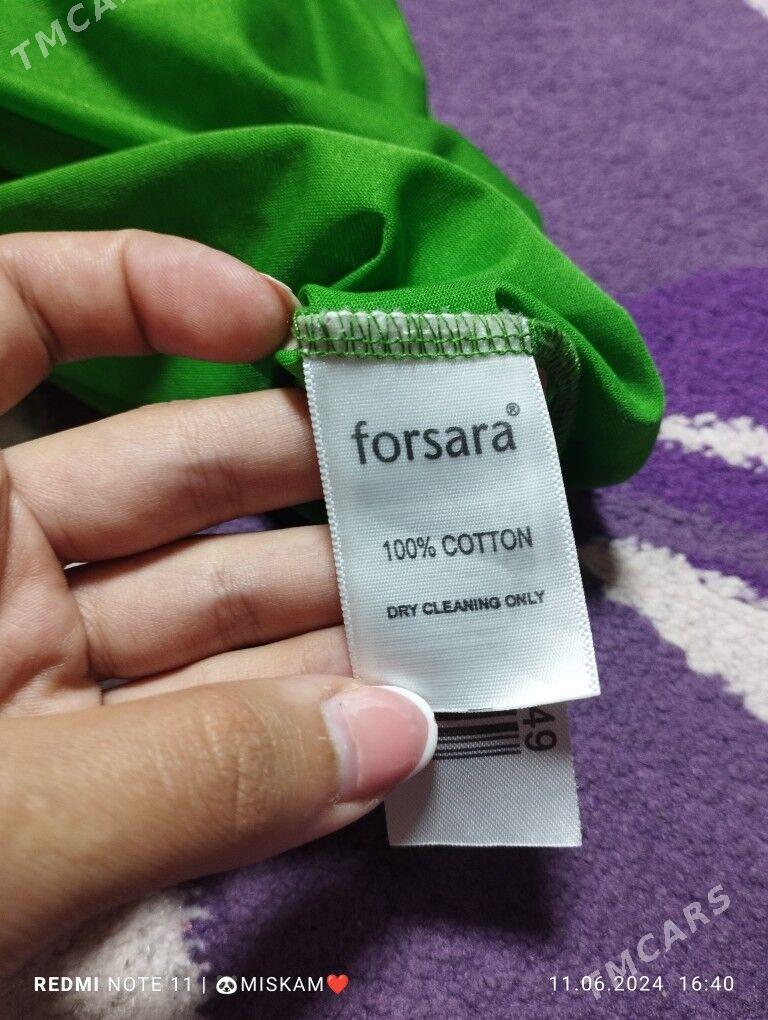 TMCARS
forsara®
100% COTTON
DRY CLEANING ONLY
49
TMCARS
REDMI NOTE 11 | 🐼MISKAM❤️
11.06.2024 16:40